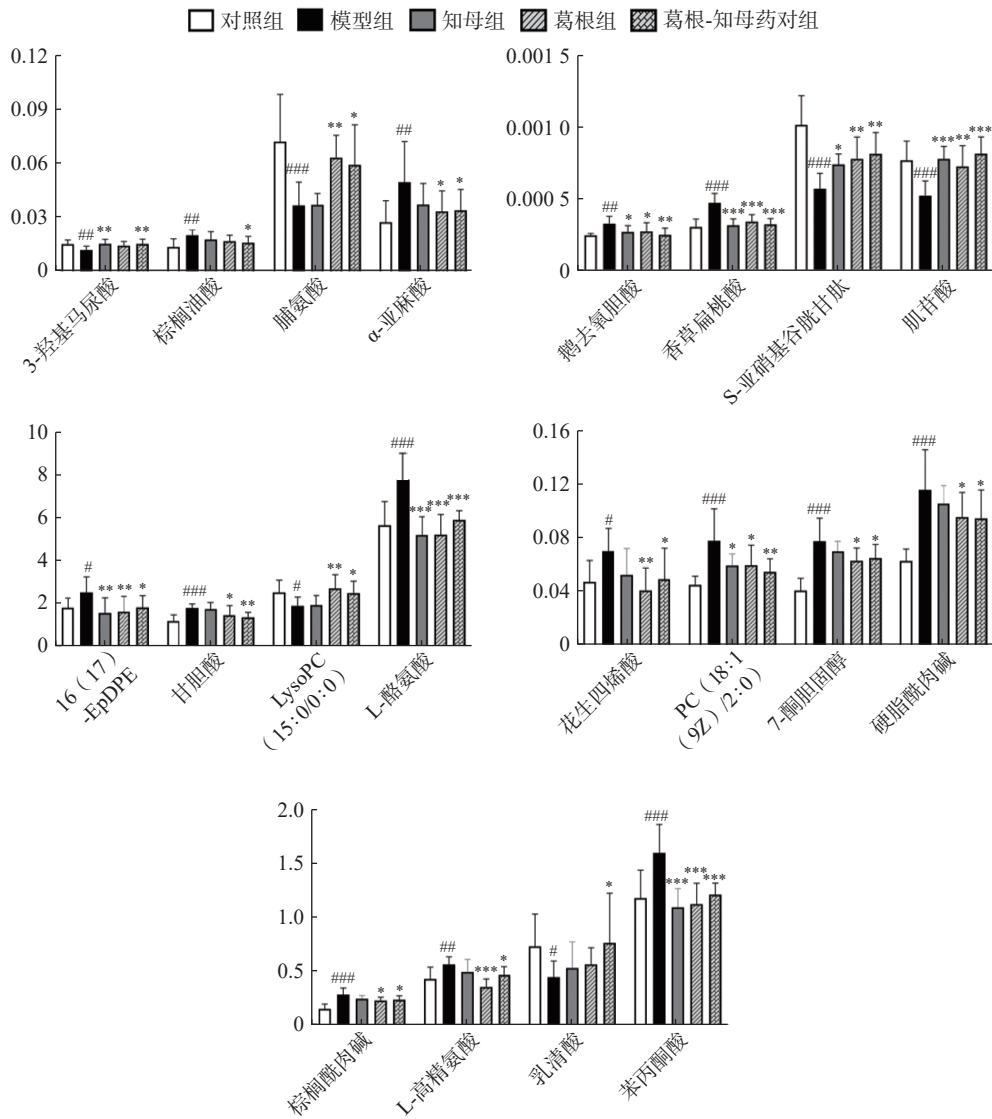 对照组 模型组 知母组 葛根组 葛根-知母药对组
0.12
0.09
0.06
0.03
0
## ** ** ## * ### ** * ## * *
3-羟基马尿酸 棕榈油酸 脯氨酸 α-亚麻酸
0.001 5
0.001 0
0.000 5
0
## * * ** ### *** *** *** ### * ** ** ### *** ** ***
鹅去氧胆酸 香草扁桃酸 S-亚硝基谷胱甘肽 肌苷酸
10
8
6
4
2
0
# ** ** * ### * ** # ** * ### *** *** ***
16（17）
-EpDPE
甘胆酸
LysoPC
（15:0/0:0）
L-酪氨酸
0.16
0.12
0.08
0.04
0
# ** * ### * * ** ### * * ### * *
花生四烯酸
PC（18:1
（9Z）/2:0）
7-酮胆固醇
硬脂酰肉碱
2.0
1.5
1.0
0.5
0
### * * ## *** * # * ### *** *** ***
棕榈酰肉碱 L-高精氨酸 乳清酸 苯丙酮酸